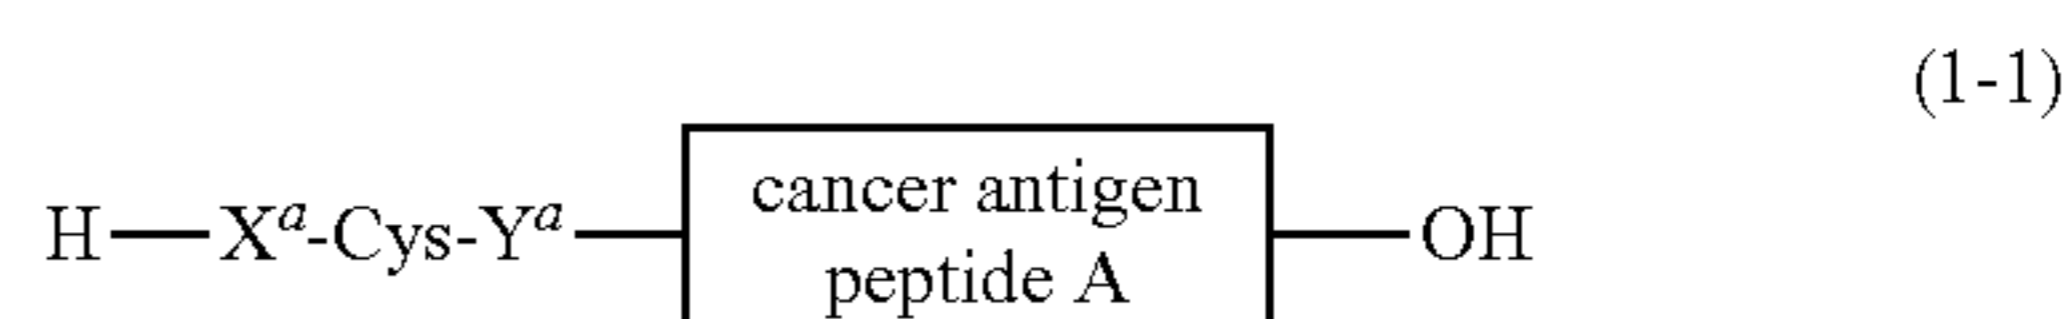 (1-1)
cancer antigen
H—Xᵃ-Cys-Yᵃ—OH
peptide A